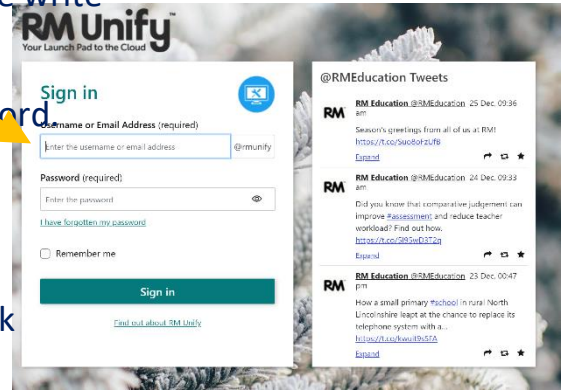 write
RM Unify
Your Launch Pad to the Cloud
Sign in
ord.
Username or Email Address (required)
Enter the username or email address
@rmunify
Password (required)
Enter the password
I have forgotten my password
Remember me
Sign in
k
Find out about RM Unify
@RMEducation Tweets
RM
RM Education @RMEducation 25 Dec, 09:36
am
Season's greetings from all of us at RM!
Expand
RM
RM Education @RMEducation 24 Dec, 09:33
am
Did you know that comparative judgement can
improve #assessment and reduce teacher
workload? Find out how.
Expand
RM
RM Education @RMEducation 23 Dec, 00:47
pm
How a small primary #school in rural North
Lincolnshire leapt at the chance to replace its
telephone system with a...
Expand